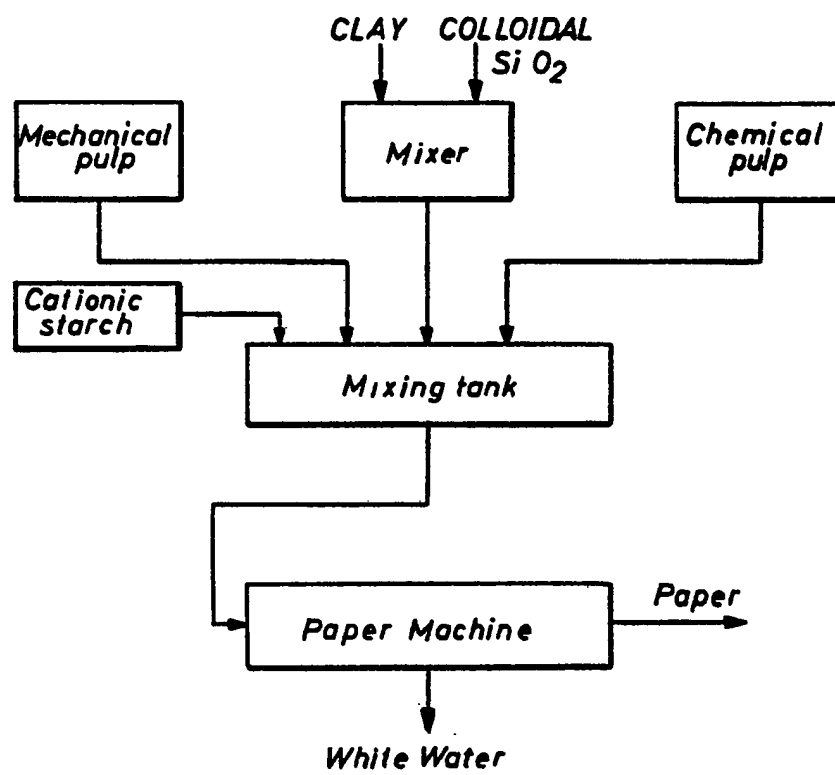 CLAY
COLLOIDAL
Si O2
Mechanical
pulp
Mixer
Chemical
pulp
Cationic
starch
Mixing tank
Paper Machine
Paper
White Water